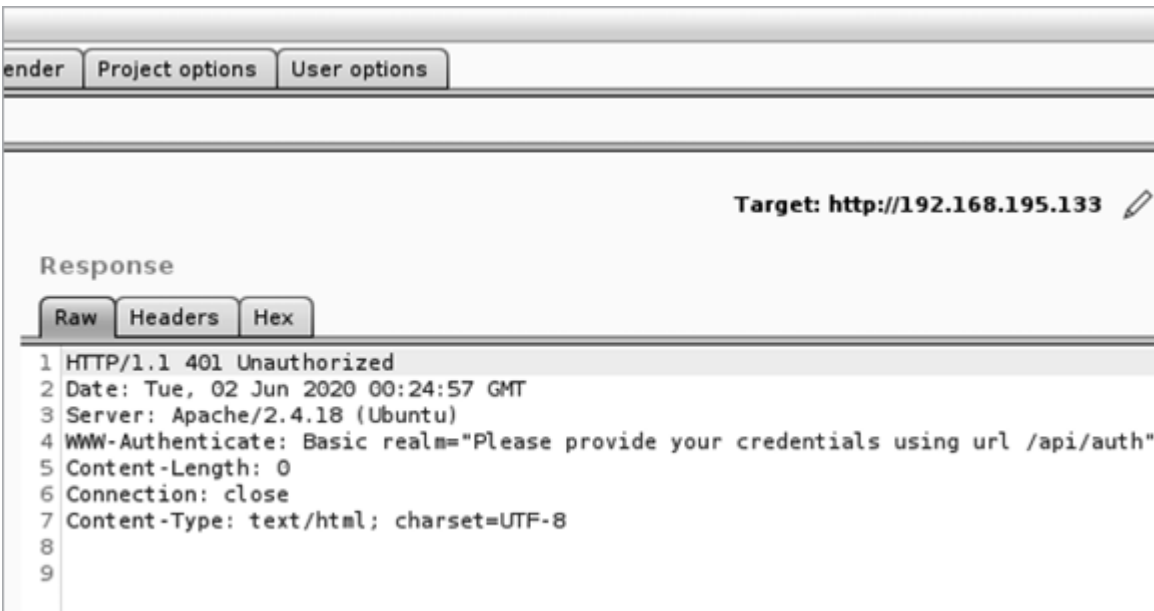 ender Project options User options
Target: http://192.168.195.133
Response
Raw Headers Hex
1 HTTP/1.1 401 Unauthorized
2 Date: Tue, 02 Jun 2020 00:24:57 GMT
3 Server: Apache/2.4.18 (Ubuntu)
4 WWW-Authenticate: Basic realm="Please provide your credentials using url /api/auth"
5 Content-Length: 0
6 Connection: close
7 Content-Type: text/html; charset=UTF-8
8
9